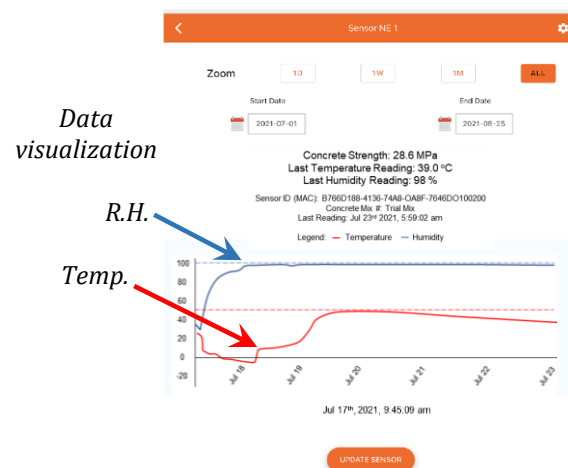 Sensor NE 1
Zoom
1D
1W
1M
ALL
Start Date
End Date
2021-07-01
2021-08-25
Data
visualization
Concrete Strength: 28.6 MPa
Last Temperature Reading: 39.0 °C
Last Humidity Reading: 98 %
Sensor ID (MAC): B766D188-4136-74A8-OA8F-7646DO100200
Concrete Mix #: Trial Mix
Last Reading: Jul 23rd 2021, 5:59:02 am
R.H.
Legend: Temperature Humidity
Temp.
100
80
60
40
20
0
-20
Jul 18
Jul 19
Jul 20
Jul 21
Jul 22
Jul 23
Jul 17th, 2021, 9:45:09 am
UPDATE SENSOR